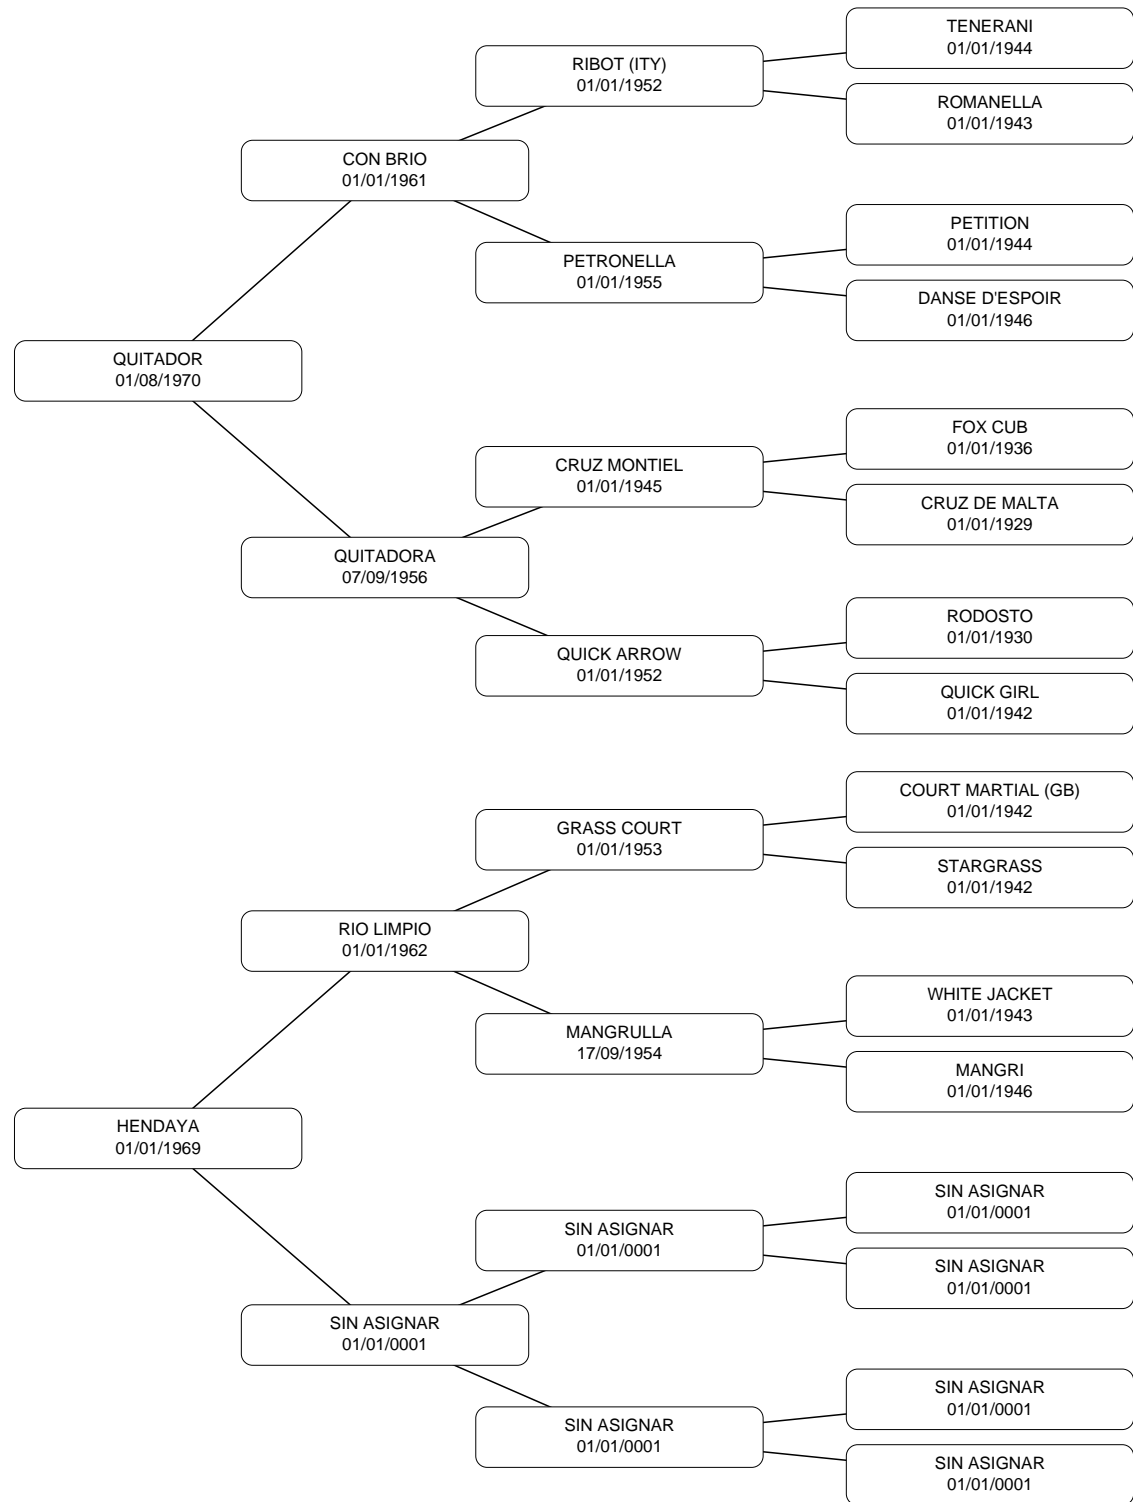 TENERANI
01/01/1944
RIBOT (ITY)
01/01/1952
ROMANELLA
01/01/1943
CON BRIO
01/01/1961
PETITION
01/01/1944
PETRONELLA
01/01/1955
DANSE D'ESPOIR
01/01/1946
QUITADOR
01/08/1970
FOX CUB
01/01/1936
CRUZ MONTIEL
01/01/1945
CRUZ DE MALTA
01/01/1929
QUITADORA
07/09/1956
RODOSTO
01/01/1930
QUICK ARROW
01/01/1952
QUICK GIRL
01/01/1942
COURT MARTIAL (GB)
01/01/1942
GRASS COURT
01/01/1953
STARGRASS
01/01/1942
RIO LIMPIO
01/01/1962
WHITE JACKET
01/01/1943
MANGRULLA
17/09/1954
MANGRI
01/01/1946
HENDAYA
01/01/1969
SIN ASIGNAR
01/01/0001
SIN ASIGNAR
01/01/0001
SIN ASIGNAR
01/01/0001
SIN ASIGNAR
01/01/0001
SIN ASIGNAR
01/01/0001
SIN ASIGNAR
01/01/0001
SIN ASIGNAR
01/01/0001